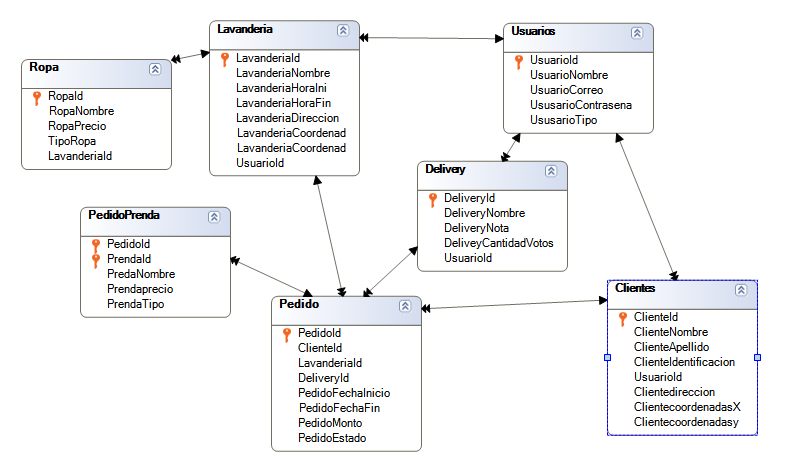 Lavanderia
LavanderiaId
LavanderiaNombre
LavanderiaHoraIni
LavanderiaHoraFin
LavanderiaDireccion
LavanderiaCoordenad
LavanderiaCoordenad
UsuarioId
Usuarios
UsuarioId
UsuarioNombre
UsuarioCorreo
UsusarioContrasena
UsusarioTipo
Ropa
RopaId
RopaNombre
RopaPrecio
TipoRopa
LavanderiaId
Delivery
DeliveryId
DeliveryNombre
DeliveryNota
DeliveyCantidadVotos
UsuarioId
PedidoPrenda
PedidoId
PrendaId
PredaNombre
Prendaprecio
PrendaTipo
Pedido
PedidoId
ClienteId
LavanderiaId
DeliveryId
PedidoFechaInicio
PedidoFechaFin
PedidoMonto
PedidoEstado
Clientes
ClienteId
ClienteNombre
ClienteApellido
ClienteIdentificacion
UsuarioId
Clientedireccion
ClientecoordenadasX
Clientecoordenadasy